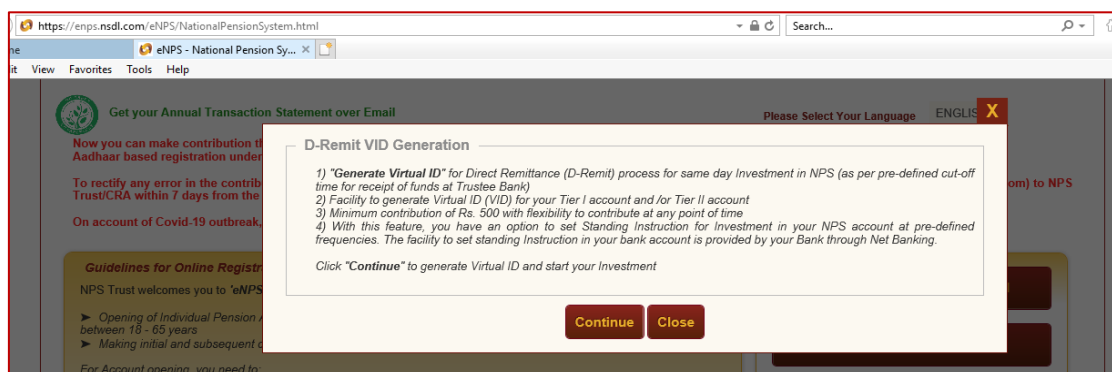 https://enps.nsdl.com/eNPS/NationalPensionSystem.html
Search...
eNPS - National Pension Sy...
View Favorites Tools Help
Get your Annual Transaction Statement over Email
Please Select Your Language ENGLIS
X
Now you can make contribution
Aadhaar based registration under
To rectify any error in the contrib
om) to NPS
Trust/CRA within 7 days from the
On account of Covid-19 outbreak,
D-Remit VID Generation
1) "Generate Virtual ID" for Direct Remittance (D-Remit) process for same day Investment in NPS (as per pre-defined cut-off
time for receipt of funds at Trustee Bank)
2) Facility to generate Virtual ID (VID) for your Tier I account and /or Tier II account
3) Minimum contribution of Rs. 500 with flexibility to contribute at any point of time
4) With this feature, you have an option to set Standing Instruction for Investment in your NPS account at pre-defined
frequencies. The facility to set standing Instruction in your bank account is provided by your Bank through Net Banking.
Click "Continue" to generate Virtual ID and start your Investment
Continue Close
Guidelines for Online Registr
NPS Trust welcomes you to 'eNPS
➤ Opening of Individual Pension
between 18 - 65 years
➤ Making initial and subsequent
For Account opening, you need to: